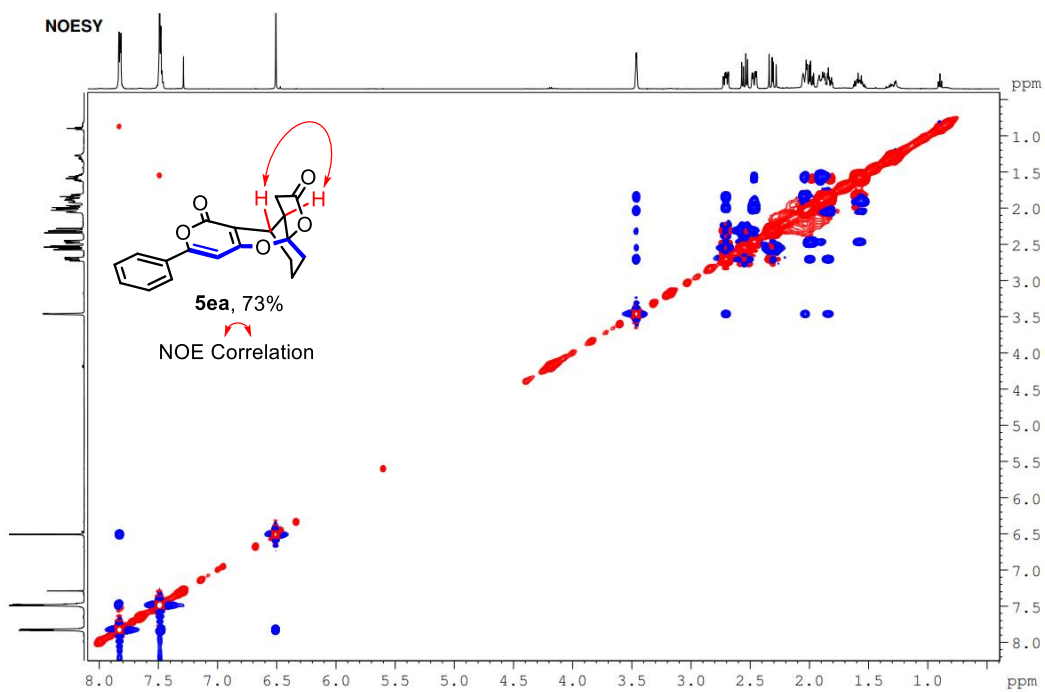 NOESY
ppm
1.0
1.5
2.0
2.5
3.0
3.5
4.0
4.5
5.0
5.5
6.0
6.5
7.0
7.5
8.0
H
H
O
O
O
O
O
5ea, 73%
NOE Correlation
8.0 7.5 7.0 6.5 6.0 5.5 5.0 4.5 4.0 3.5 3.0 2.5 2.0 1.5 1.0 ppm